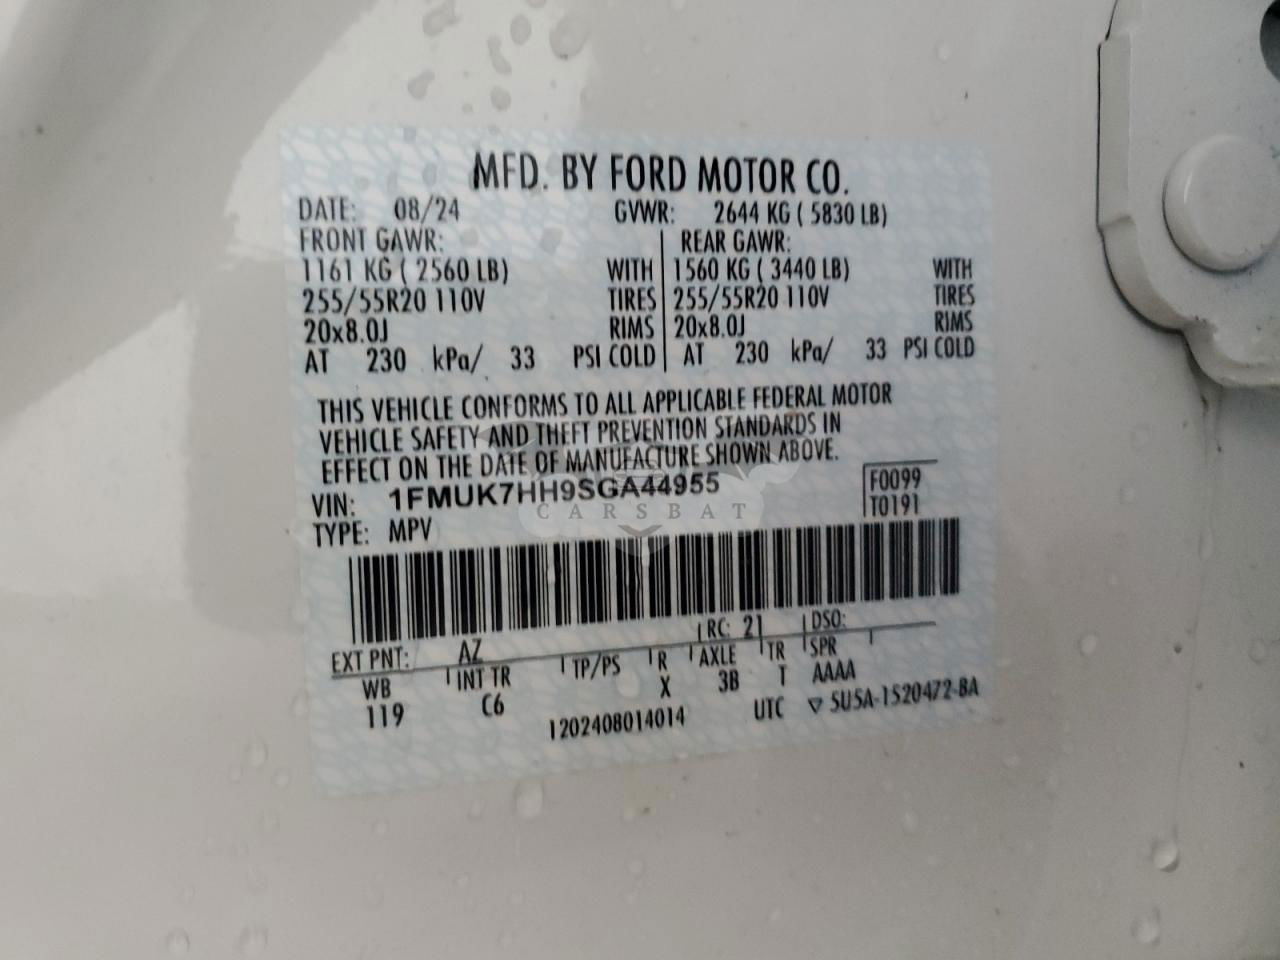 MFD. BY FORD MOTOR CO.
DATE: 08/24 GVWR: 2644 KG ( 5830 LB)
FRONT GAWR: REAR GAWR:
1161 KG ( 2560 LB) WITH 1560 KG ( 3440 LB) WITH
255/55R20 110V TIRES 255/55R20 110V TIRES
20x8.0J RIMS 20x8.0J RIMS
AT 230 kPa/ 33 PSI COLD AT 230 kPa/ 33 PSI COLD
THIS VEHICLE CONFORMS TO ALL APPLICABLE FEDERAL MOTOR
VEHICLE SAFETY AND THEFT PREVENTION STANDARDS IN
EFFECT ON THE DATE OF MANUFACTURE SHOWN ABOVE.
VIN: 1FMUK7HH9SGA44955 F0099
TYPE: MPV T0191
CARSBAT
EXT PNT: AZ RC: 21 DSO:
WB INT TR TP/PS R AXLE TR SPR
119 C6 X 3B T AAAA
1202408014014 UTC ▽ SU5A-1520472-BA